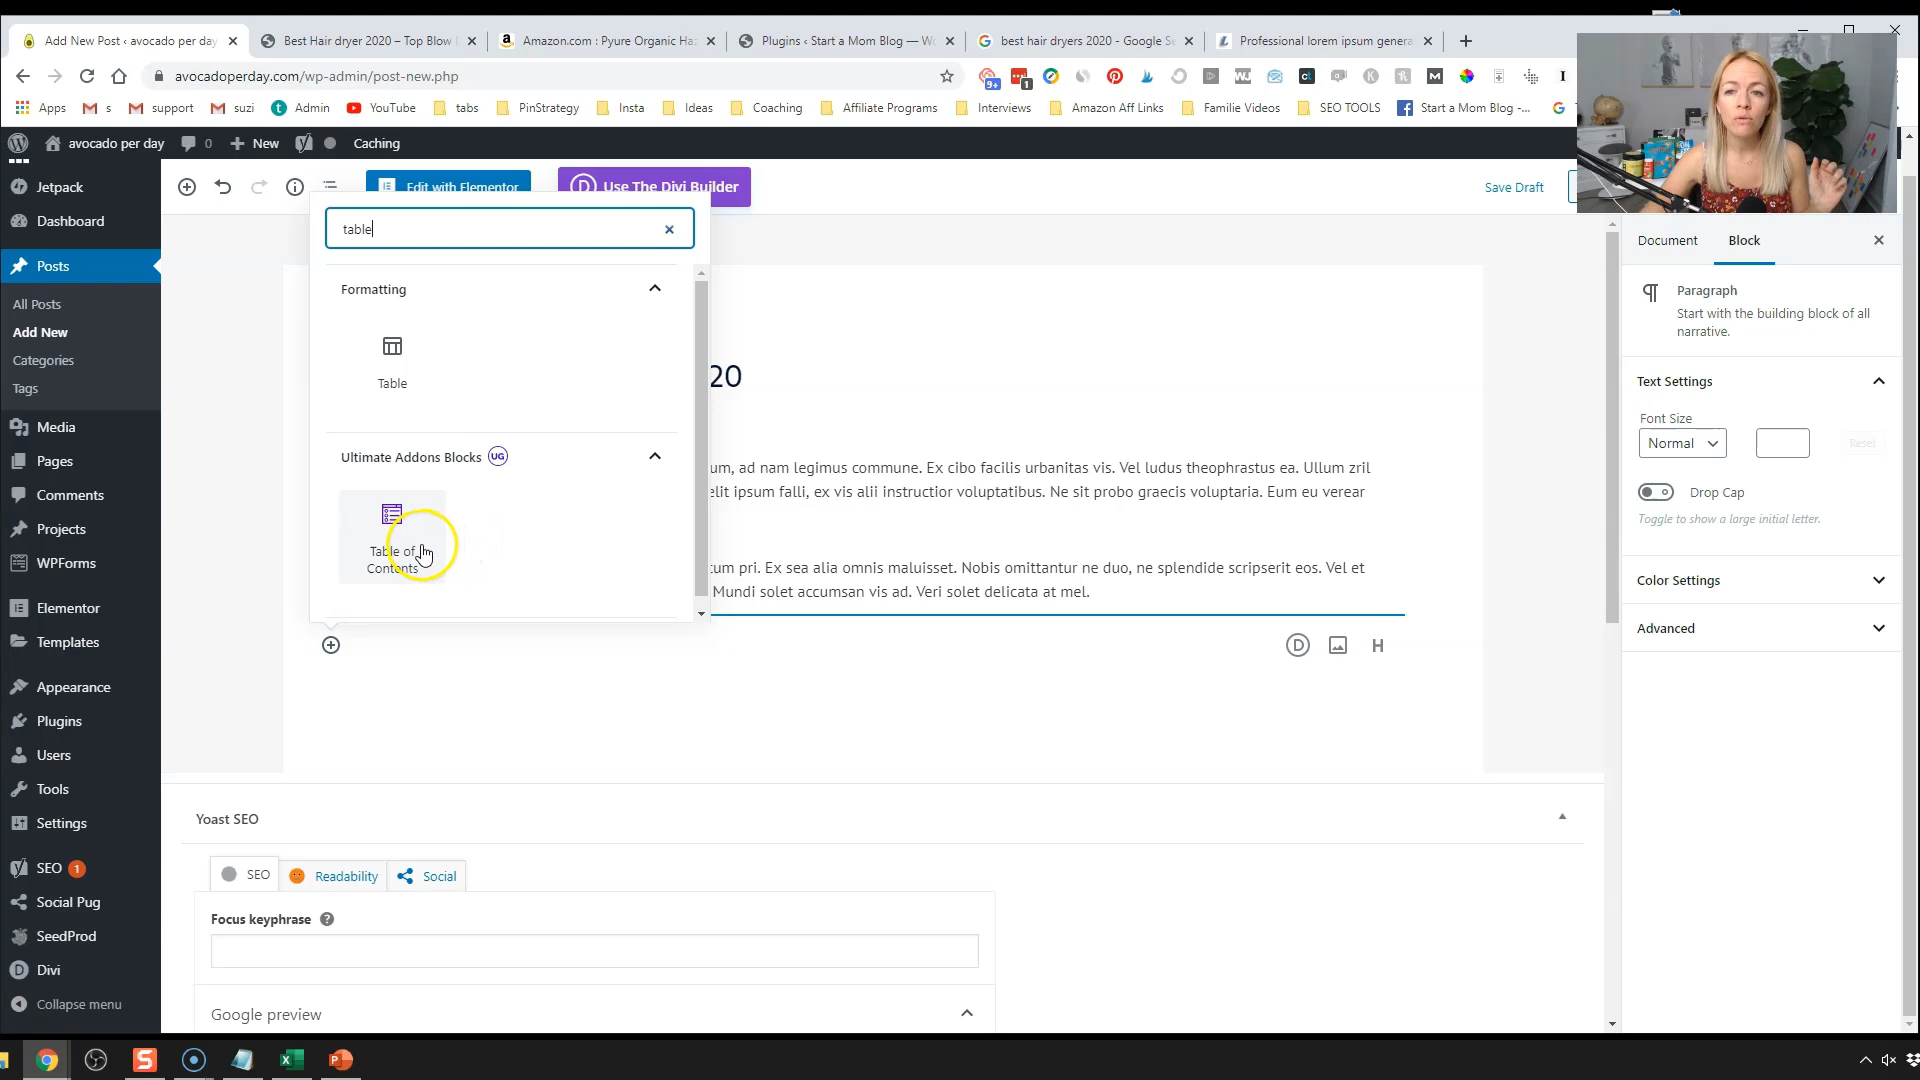 Add New Post ‹ avocado per day
Best Hair dryer 2020 – Top Blow
Amazon.com : Pyure Organic Haz
Plugins ‹ Start a Mom Blog — W
best hair dryers 2020 - Google Se
Professional lorem ipsum genera
avocadoperday.com/wp-admin/post-new.php
Apps
s
support
suzi
Admin
YouTube
tabs
PinStrategy
Insta
Ideas
Coaching
Affiliate Programs
Interviews
Amazon Aff Links
Familie Videos
SEO TOOLS
Start a Mom Blog -...
avocado per day
0
New
Caching
Jetpack
Dashboard
Posts
All Posts
Add New
Categories
Tags
Media
Pages
Comments
Projects
WPForms
Elementor
Templates
Appearance
Plugins
Users
Tools
Settings
SEO 1
Social Pug
SeedProd
Divi
Collapse menu
Edit with Elementor
Use The Divi Builder
Save Draft
table
Formatting
Table
Ultimate Addons Blocks UG
Table of
Contents
20
um, ad nam legimus commune. Ex cibo facilis urbanitas vis. Vel ludus theophrastus ea. Ullum zril
elit ipsum falli, ex vis alii instructior voluptatibus. Ne sit probo graecis voluptaria. Eum eu verear
tum pri. Ex sea alia omnis maluisset. Nobis omittantur ne duo, ne splendide scripserit eos. Vel et
Mundi solet accumsan vis ad. Veri solet delicata at mel.
D
H
Document
Block
Paragraph
Start with the building block of all
narrative.
Text Settings
Font Size
Normal
Reset
Drop Cap
Toggle to show a large initial letter.
Color Settings
Advanced
Yoast SEO
SEO
Readability
Social
Focus keyphrase
Google preview